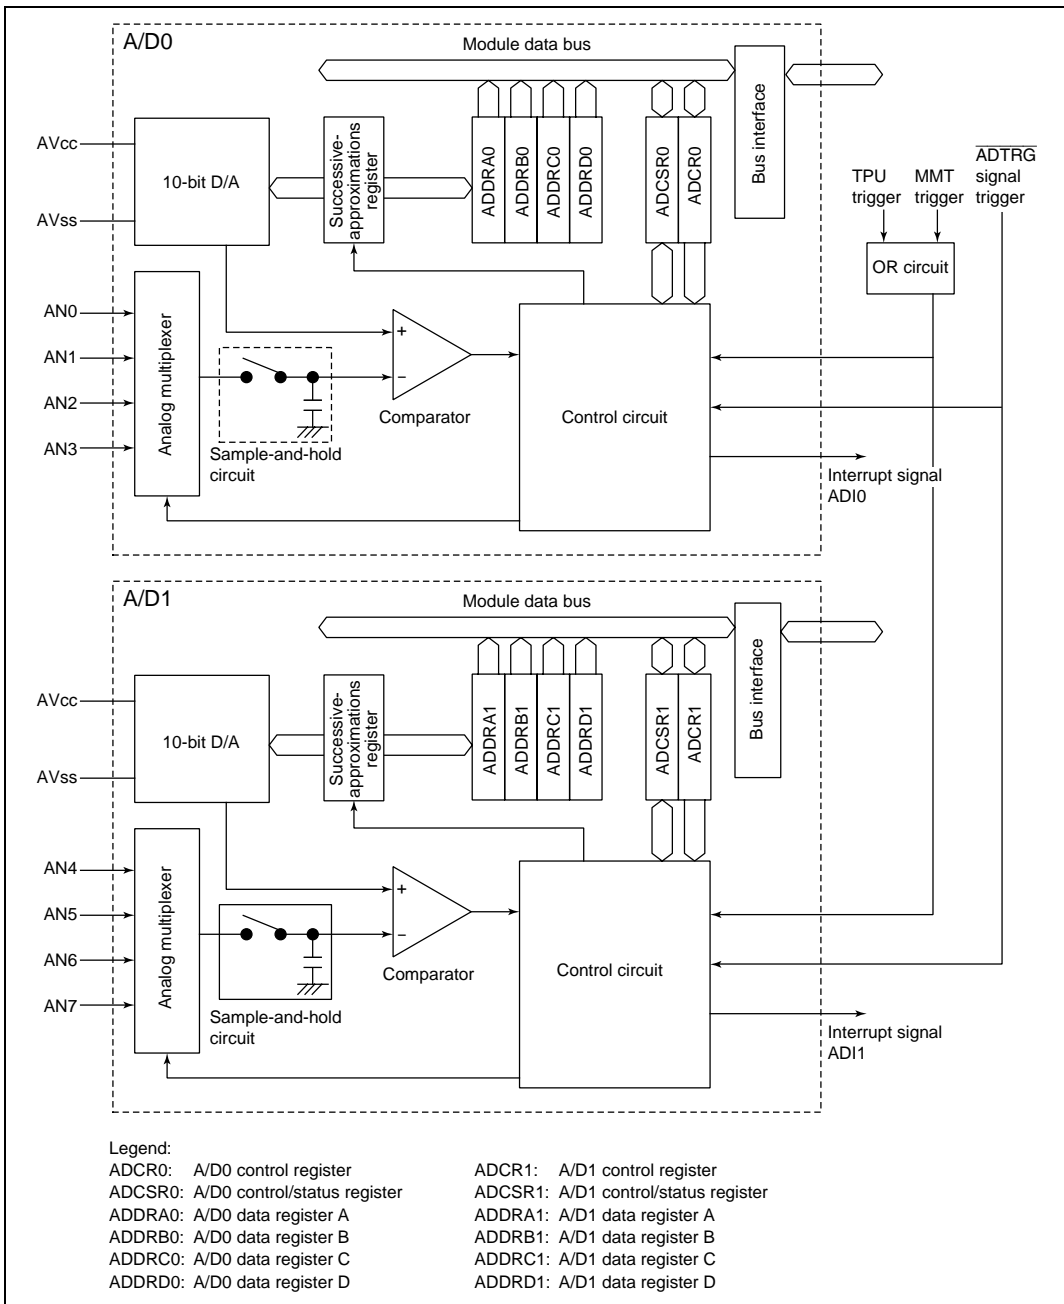 A/D0
Module data bus
Bus interface
AVcc
10-bit D/A
AVss
Successive-
approximations
register
ADDRA0
ADDRB0
ADDRC0
ADDRD0
ADCSR0
ADCR0
TPU
trigger
MMT
trigger
ADTRG
signal
trigger
OR circuit
AN0
AN1
AN2
AN3
Analog multiplexer
+
−
Comparator
Sample-and-hold
circuit
Control circuit
Interrupt signal
ADI0
A/D1
Module data bus
Bus interface
AVcc
10-bit D/A
AVss
Successive-
approximations
register
ADDRA1
ADDRB1
ADDRC1
ADDRD1
ADCSR1
ADCR1
AN4
AN5
AN6
AN7
Analog multiplexer
+
−
Comparator
Sample-and-hold
circuit
Control circuit
Interrupt signal
ADI1
Legend:
ADCR0: A/D0 control register
ADCSR0: A/D0 control/status register
ADDRA0: A/D0 data register A
ADDRB0: A/D0 data register B
ADDRC0: A/D0 data register C
ADDRD0: A/D0 data register D
ADCR1: A/D1 control register
ADCSR1: A/D1 control/status register
ADDRA1: A/D1 data register A
ADDRB1: A/D1 data register B
ADDRC1: A/D1 data register C
ADDRD1: A/D1 data register D